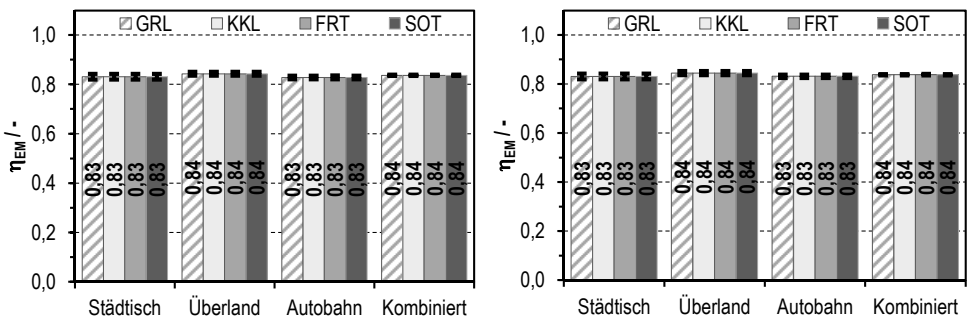 GRL KKL FRT SOT
1,0
0,8
0,6
0,4
0,2
0,0
ηEM / -
0,83 0,83 0,83 0,83 0,84 0,84 0,84 0,84 0,83 0,83 0,83 0,83 0,84 0,84 0,84 0,84
Städtisch Überland Autobahn Kombiniert
GRL KKL FRT SOT
1,0
0,8
0,6
0,4
0,2
0,0
ηEM / -
0,83 0,83 0,83 0,83 0,84 0,84 0,84 0,84 0,83 0,83 0,83 0,83 0,84 0,84 0,84 0,84
Städtisch Überland Autobahn Kombiniert